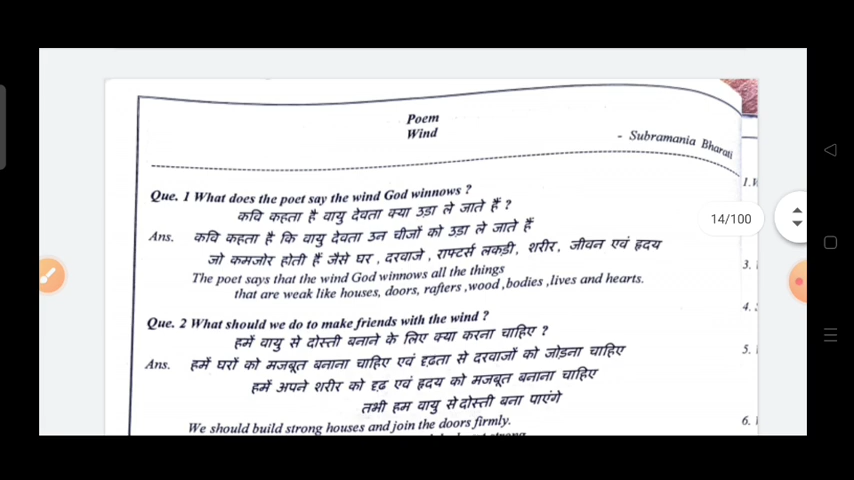 Poem
Wind
- Subramania Bharati
Que. 1 What does the poet say the wind God winnows ?
कवि कहता है वायु देवता क्या उड़ा ले जाते हैं ?
Ans. कवि कहता है कि वायु देवता उन चीजों को उड़ा ले जाते हैं
जो कमजोर होती हैं जैसे घर , दरवाजे, राफ्टर्स लकड़ी, शरीर, जीवन एवं हृदय
The poet says that the wind God winnows all the things
that are weak like houses, doors, rafters ,wood ,bodies ,lives and hearts.
Que. 2 What should we do to make friends with the wind ?
हमें वायु से दोस्ती बनाने के लिए क्या करना चाहिए ?
Ans. हमें घरों को मजबूत बनाना चाहिए एवं दृढ़ता से दरवाजों को जोड़ना चाहिए
हमें अपने शरीर को दृढ़ एवं हृदय को मजबूत बनाना चाहिए
तभी हम वायु से दोस्ती बना पाएंगे
We should build strong houses and join the doors firmly.
14/100
3.
4.
5.
6.